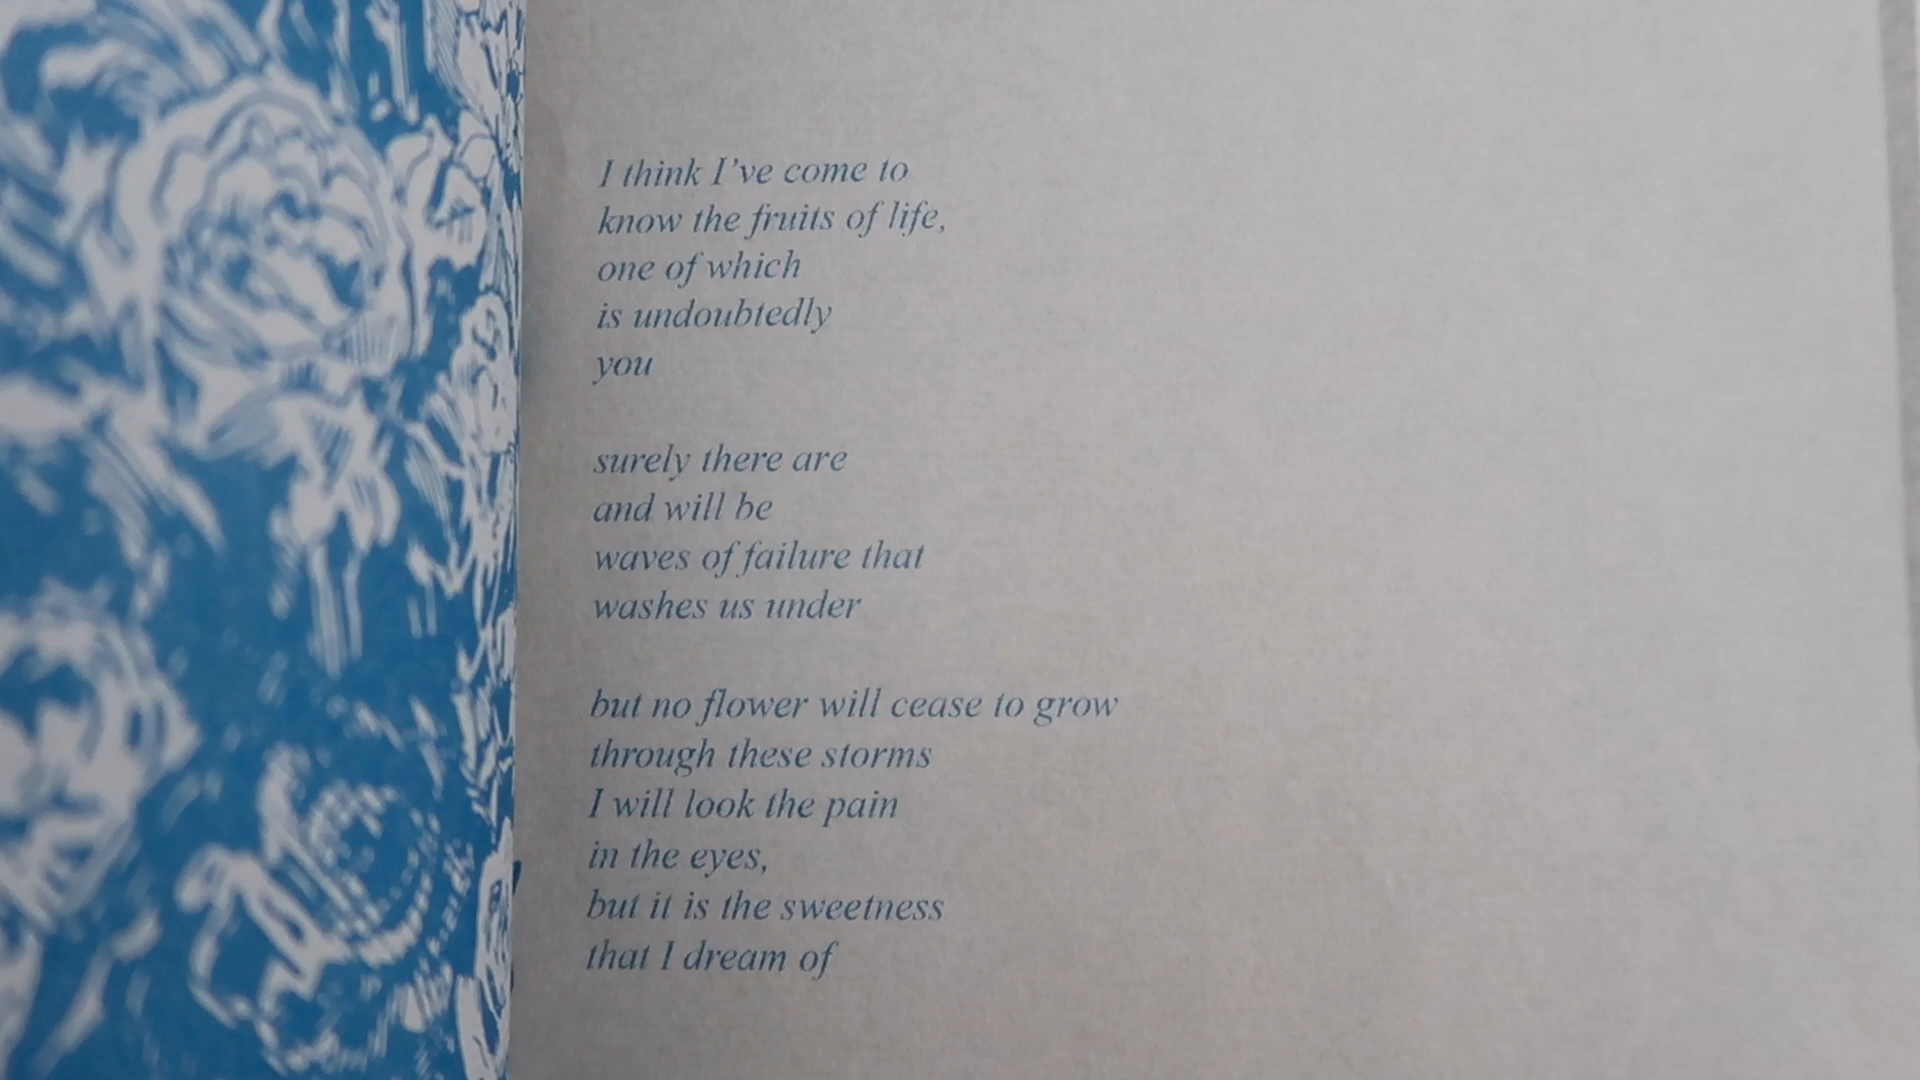 I think I've come to
know the fruits of life,
one of which
is undoubtedly
you
surely there are
and will be
waves of failure that
washes us under
but no flower will cease to grow
through these storms
I will look the pain
in the eyes,
but it is the sweetness
that I dream of